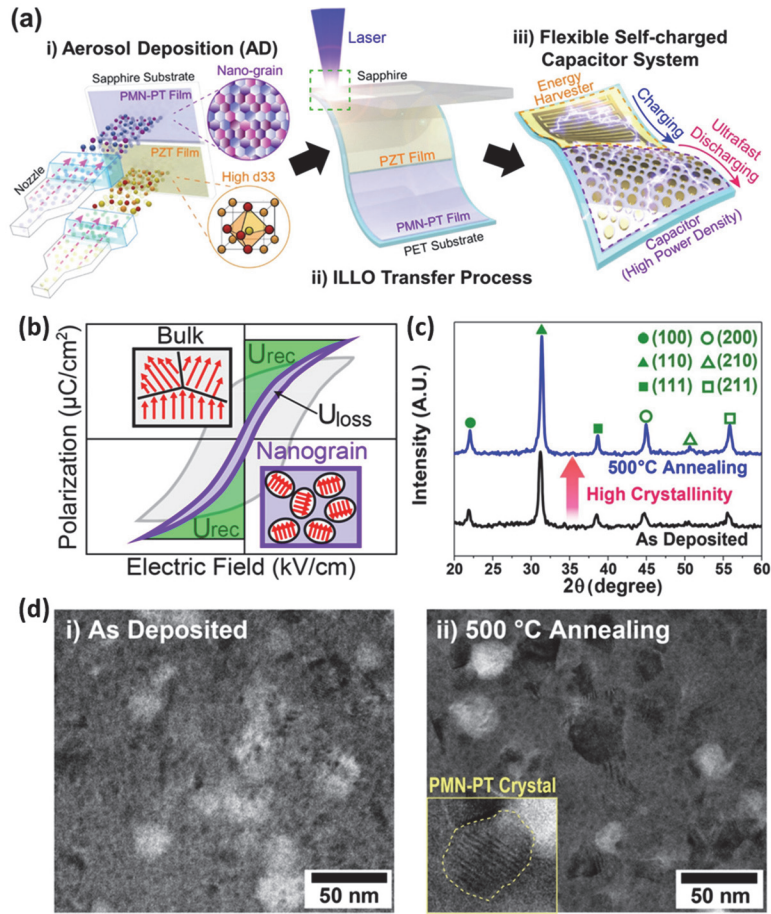 (a)
i) Aerosol Deposition (AD)
Sapphire Substrate
Nano-grain
PMN-PT Film
PZT Film
Nozzle
High d33
Laser
Sapphire
PZT Film
PMN-PT Film
PET Substrate
ii) ILLO Transfer Process
iii) Flexible Self-charged
Capacitor System
Energy
Harvester
Charging
Ultrafast
Discharging
Capacitor
(High Power Density)
(b)
Polarization (μC/cm²)
Bulk
Urec
Uloss
Nanograin
Urec
Electric Field (kV/cm)
(c)
Intensity (A.U.)
(100) (200)
(110) (210)
(111) (211)
500°C Annealing
High Crystallinity
As Deposited
20 25 30 35 40 45 50 55 60
2θ (degree)
(d)
i) As Deposited
50 nm
ii) 500 °C Annealing
PMN-PT Crystal
50 nm